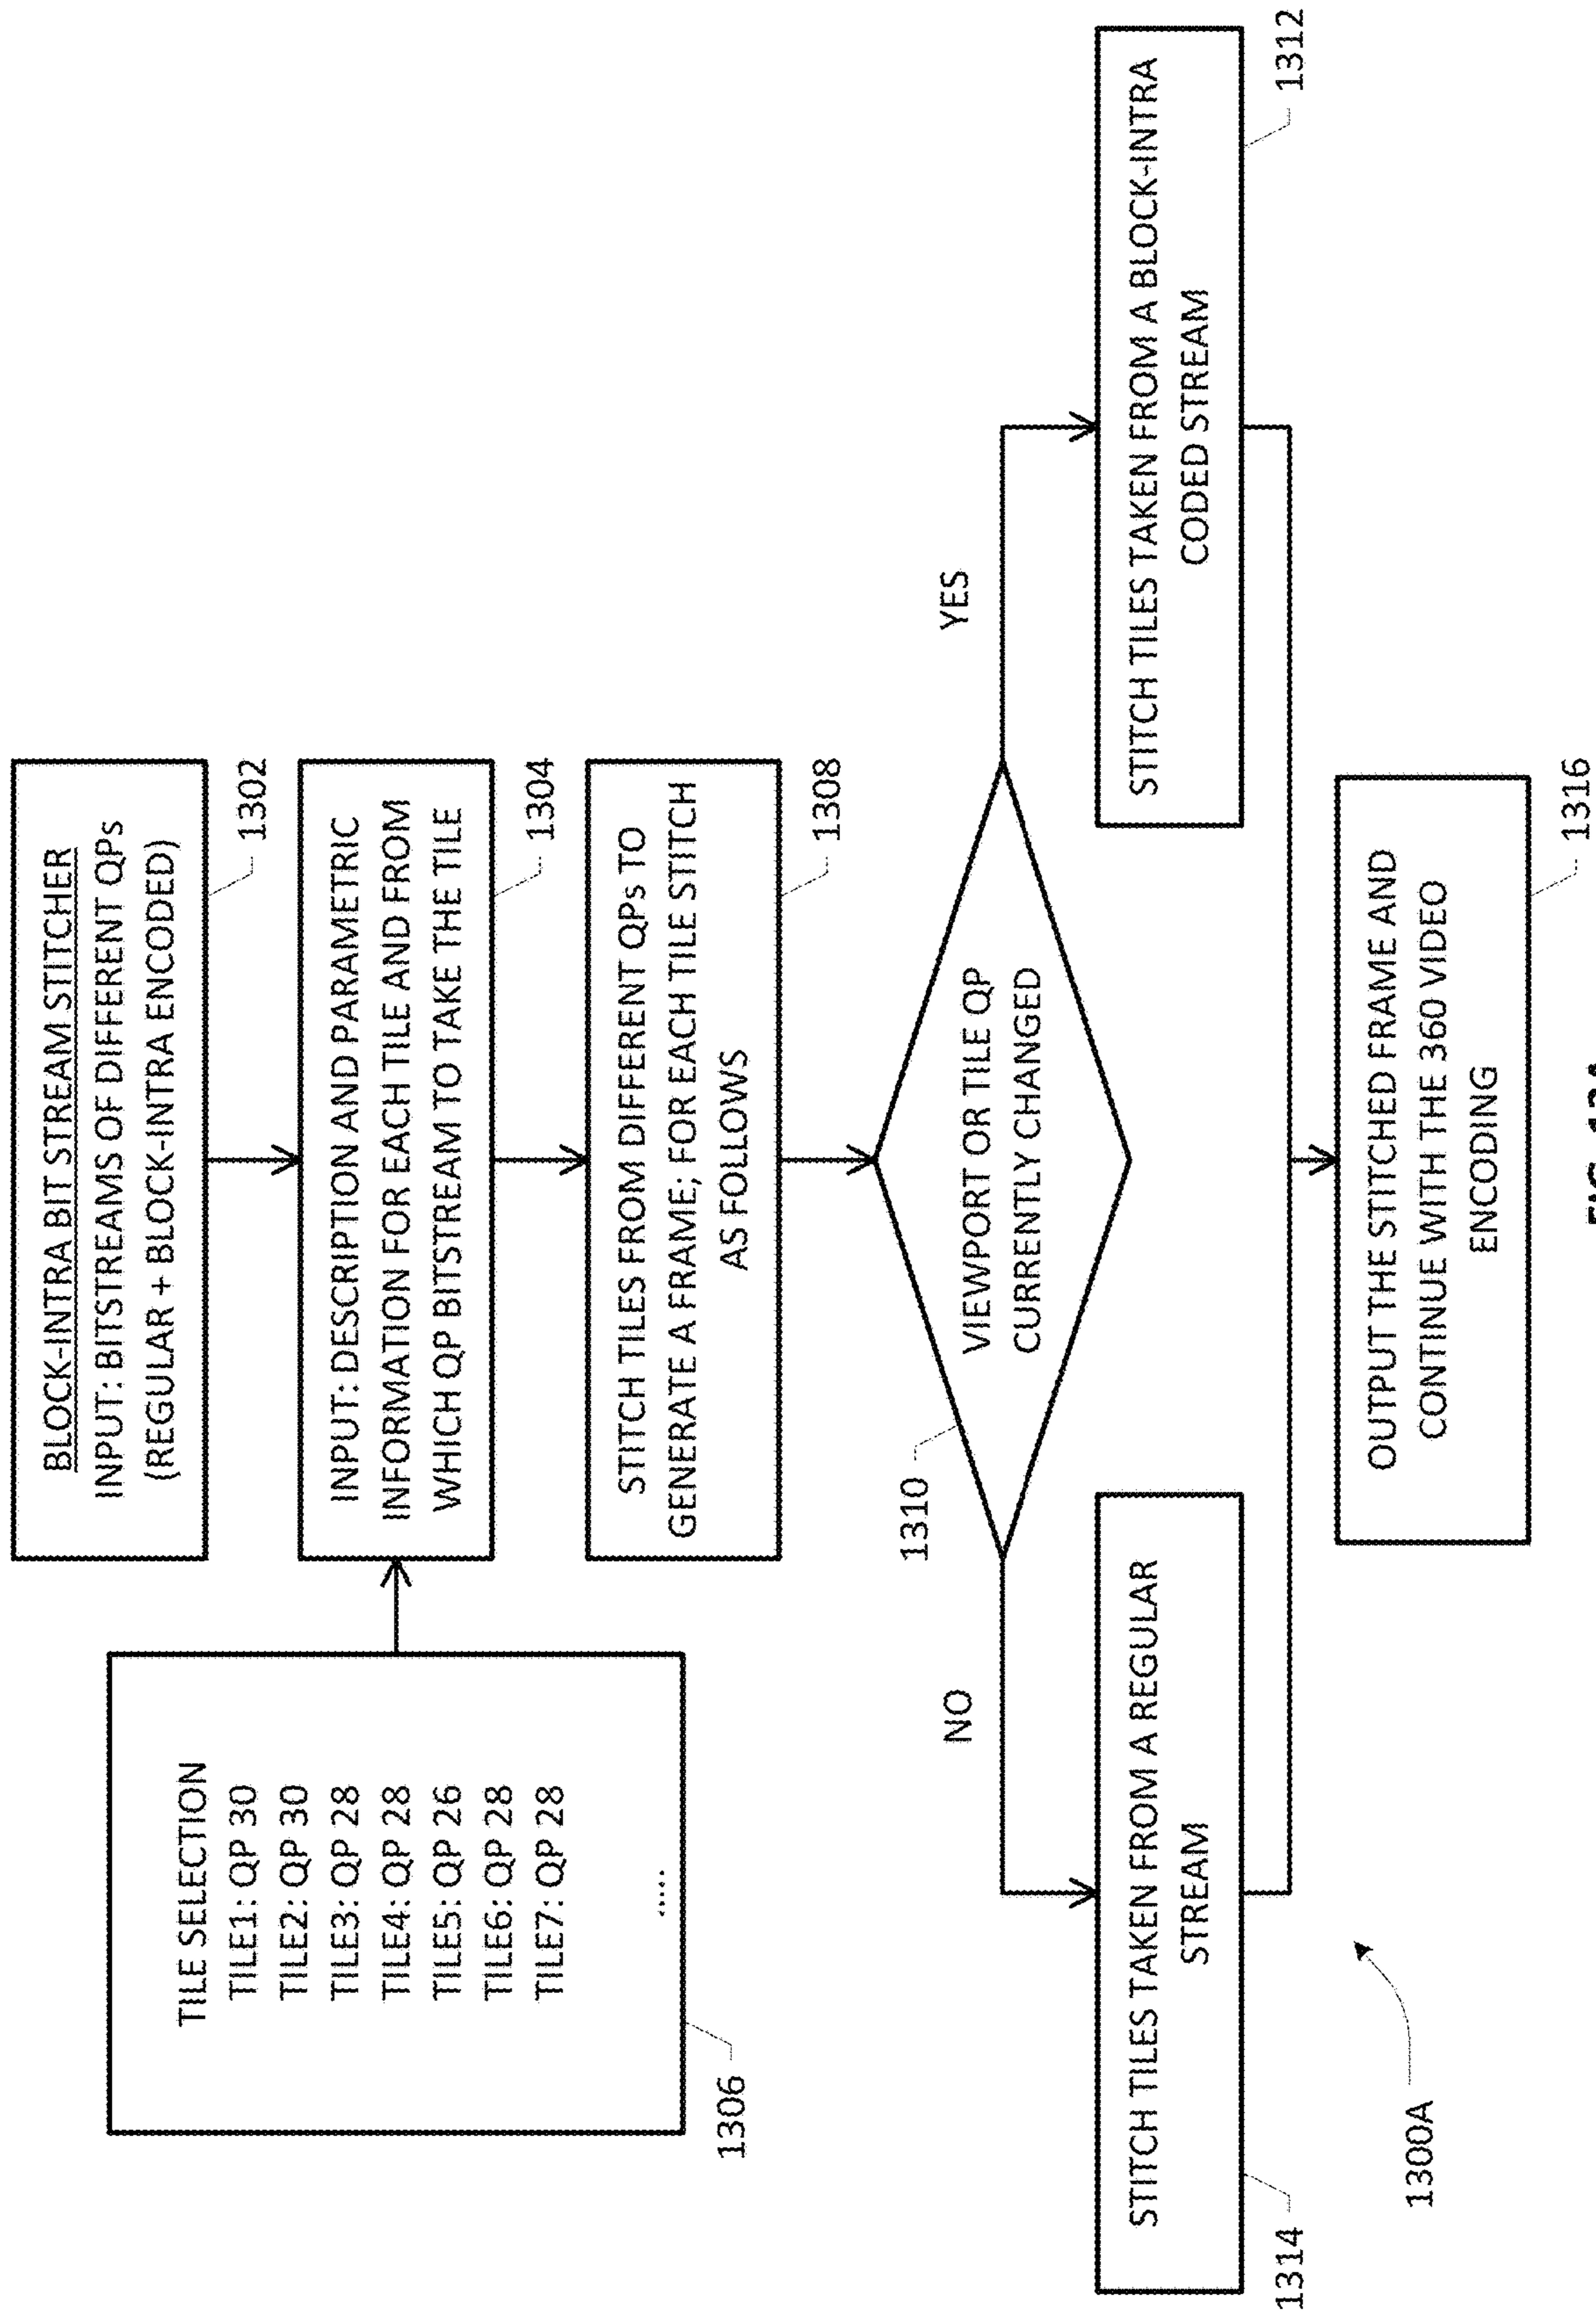 BLOCK-INTRA BIT STREAM STITCHER
INPUT: BITSTREAMS OF DIFFERENT QPs
(REGULAR + BLOCK-INTRA ENCODED)
1302
TILE SELECTION
TILE1: QP 30
TILE2: QP 30
TILE3: QP 28
TILE4: QP 28
TILE5: QP 26
TILE6: QP 28
TILE7: QP 28
.....
1306
INPUT: DESCRIPTION AND PARAMETRIC
INFORMATION FOR EACH TILE AND FROM
WHICH QP BITSTREAM TO TAKE THE TILE
1304
STITCH TILES FROM DIFFERENT QPs TO
GENERATE A FRAME; FOR EACH TILE STITCH
AS FOLLOWS
1308
VIEWPORT OR TILE QP
CURRENTLY CHANGED
1310
NO
YES
STITCH TILES TAKEN FROM A REGULAR
STREAM
1314
STITCH TILES TAKEN FROM A BLOCK-INTRA
CODED STREAM
1312
OUTPUT THE STITCHED FRAME AND
CONTINUE WITH THE 360 VIDEO
ENCODING
1316
1300A